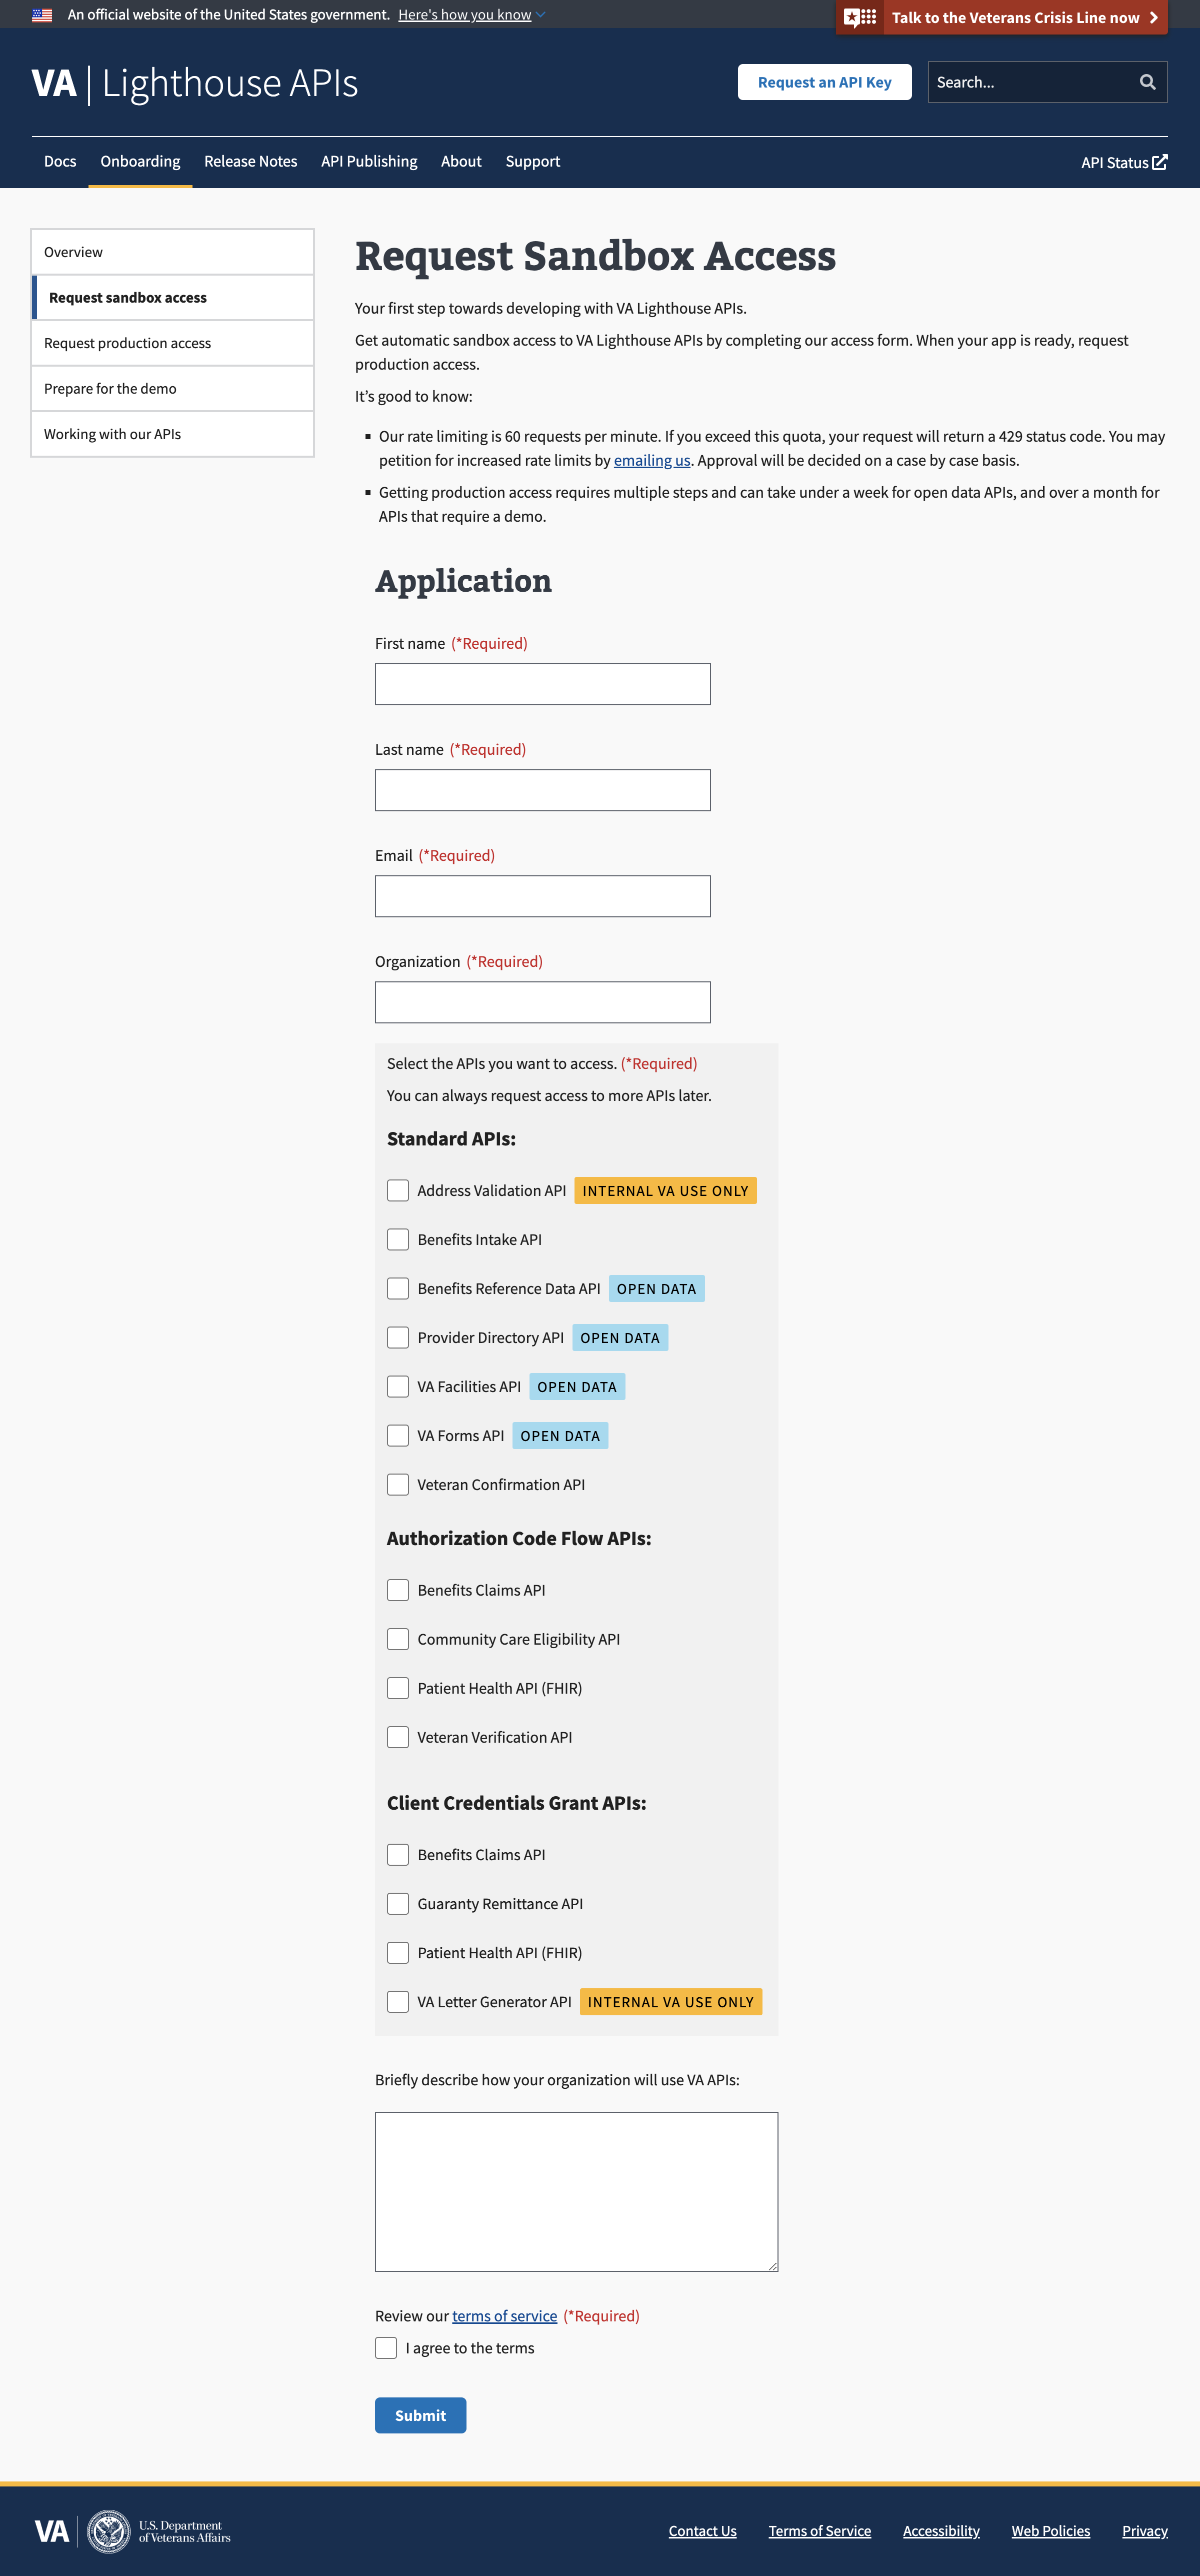 An official website of the United States government. Here's how you know
Talk to the Veterans Crisis Line now
VA | Lighthouse APIs
Request an API Key
Search...
Docs
Onboarding
Release Notes
API Publishing
About
Support
API Status
Overview
Request sandbox access
Request production access
Prepare for the demo
Working with our APIs
Request Sandbox Access
Your first step towards developing with VA Lighthouse APIs.
Get automatic sandbox access to VA Lighthouse APIs by completing our access form. When your app is ready, request
production access.
It’s good to know:
Our rate limiting is 60 requests per minute. If you exceed this quota, your request will return a 429 status code. You may
petition for increased rate limits by emailing us. Approval will be decided on a case by case basis.
Getting production access requires multiple steps and can take under a week for open data APIs, and over a month for
APIs that require a demo.
Application
First name (*Required)
Last name (*Required)
Email (*Required)
Organization (*Required)
Select the APIs you want to access. (*Required)
You can always request access to more APIs later.
Standard APIs:
Address Validation API INTERNAL VA USE ONLY
Benefits Intake API
Benefits Reference Data API OPEN DATA
Provider Directory API OPEN DATA
VA Facilities API OPEN DATA
VA Forms API OPEN DATA
Veteran Confirmation API
Authorization Code Flow APIs:
Benefits Claims API
Community Care Eligibility API
Patient Health API (FHIR)
Veteran Verification API
Client Credentials Grant APIs:
Benefits Claims API
Guaranty Remittance API
Patient Health API (FHIR)
VA Letter Generator API INTERNAL VA USE ONLY
Briefly describe how your organization will use VA APIs:
Review our terms of service (*Required)
I agree to the terms
Submit
VA
U.S. Department
of Veterans Affairs
Contact Us
Terms of Service
Accessibility
Web Policies
Privacy